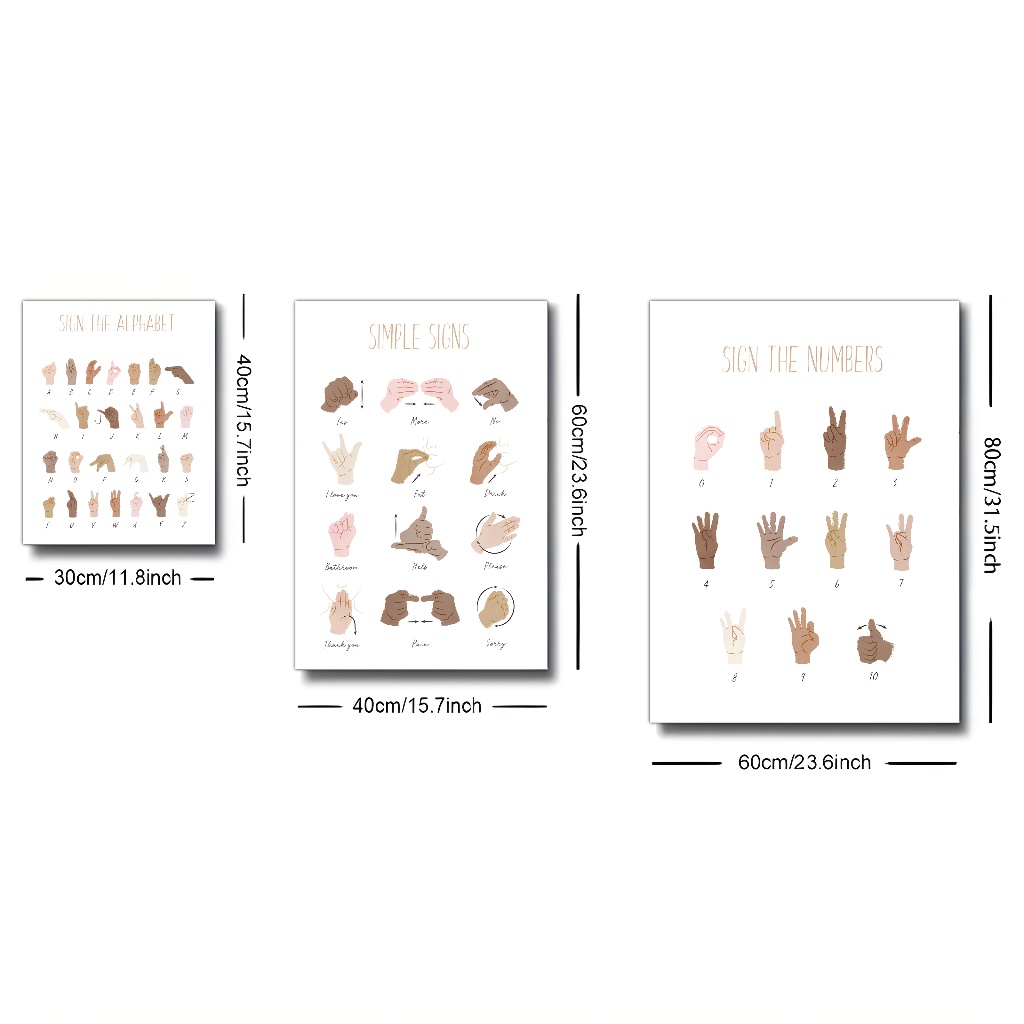 SIGN THE ALPHABET
A B C D E F G
H I J K L M
N O P Q R S
T U V W X Y Z
40cm/15.7inch
30cm/11.8inch
SIMPLE SIGNS
Yes More No
I love you Eat Drink
Bathroom Help Please
Thank you Pain Sorry
60cm/23.6inch
40cm/15.7inch
SIGN THE NUMBERS
0 1 2 3
4 5 6 7
8 9 10
80cm/31.5inch
60cm/23.6inch